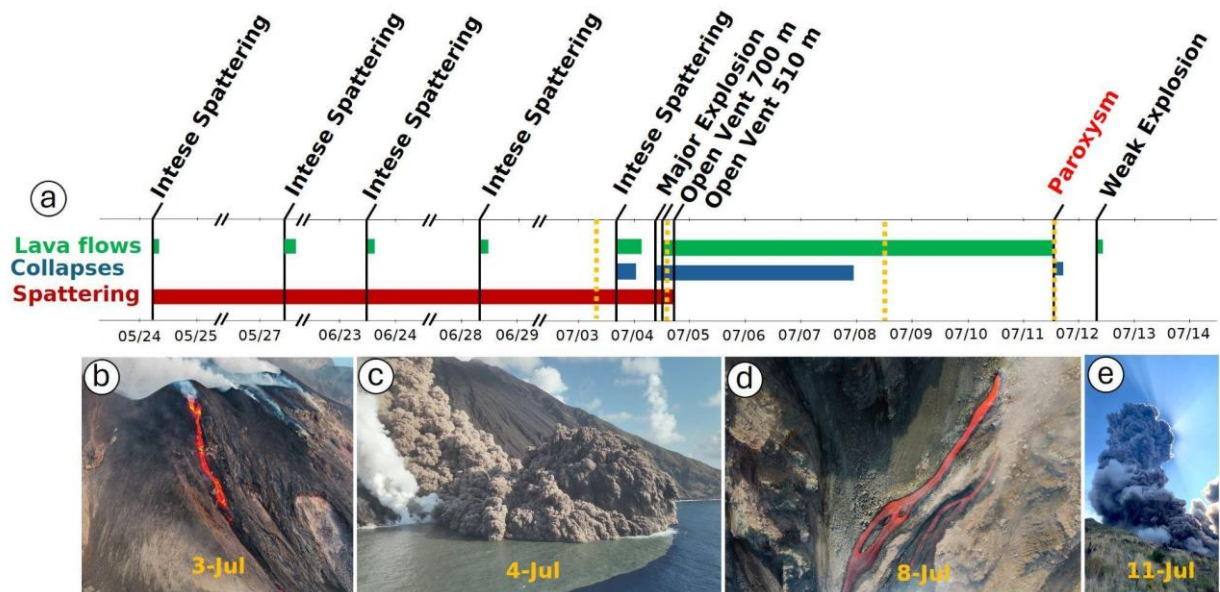 Intese Spattering
Intese Spattering
Intese Spattering
Intese Spattering
Intese Spattering
Major Explosion
Open Vent 700 m
Open Vent 510 m
Paroxysm
Weak Explosion
a
Lava flows
Collapses
Spattering
05/24 05/25 // 05/27 // 06/23 06/24 // 06/28 06/29 // 07/03 07/04 07/05 07/06 07/07 07/08 07/09 07/10 07/11 07/12 07/13 07/14
b
3-Jul
c
4-Jul
d
8-Jul
e
11-Jul